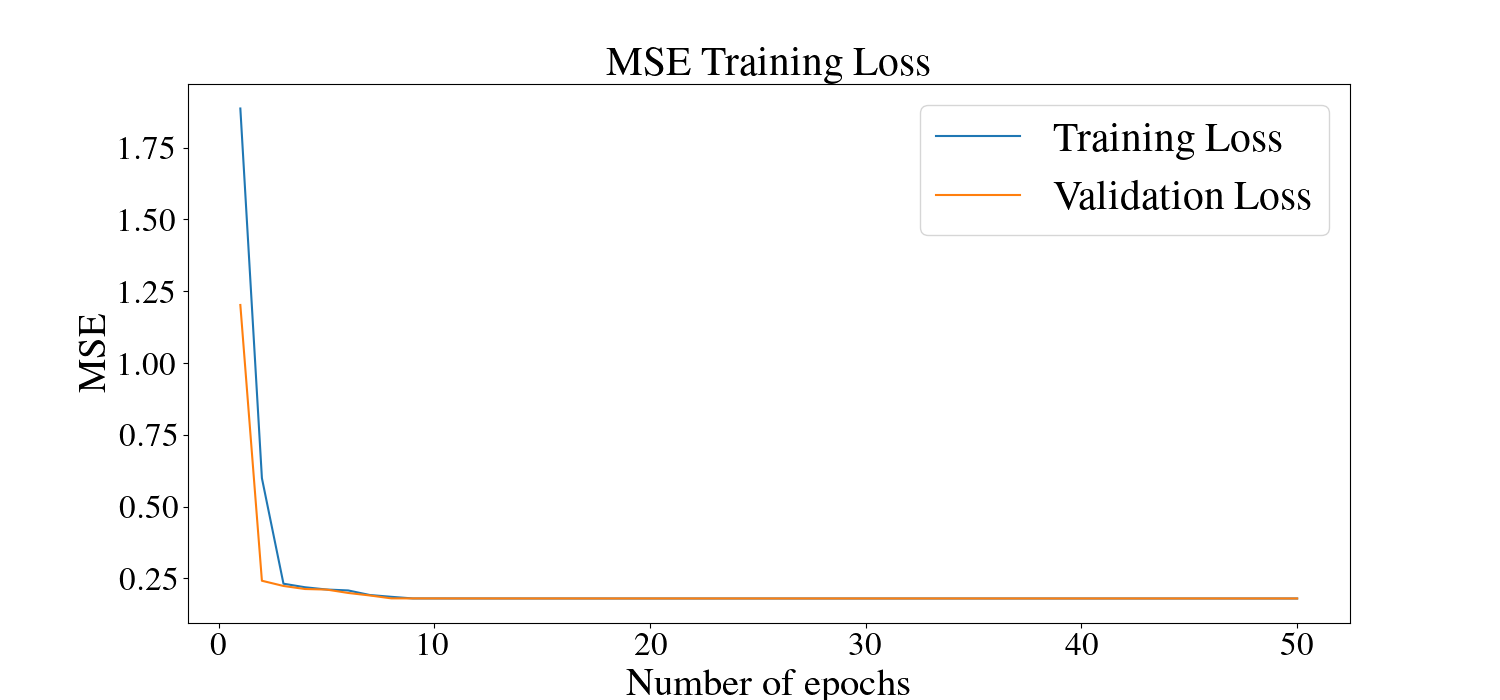 MSE Training Loss
Training Loss
Validation Loss
MSE
1.75
1.50
1.25
1.00
0.75
0.50
0.25
0 10 20 30 40 50
Number of epochs